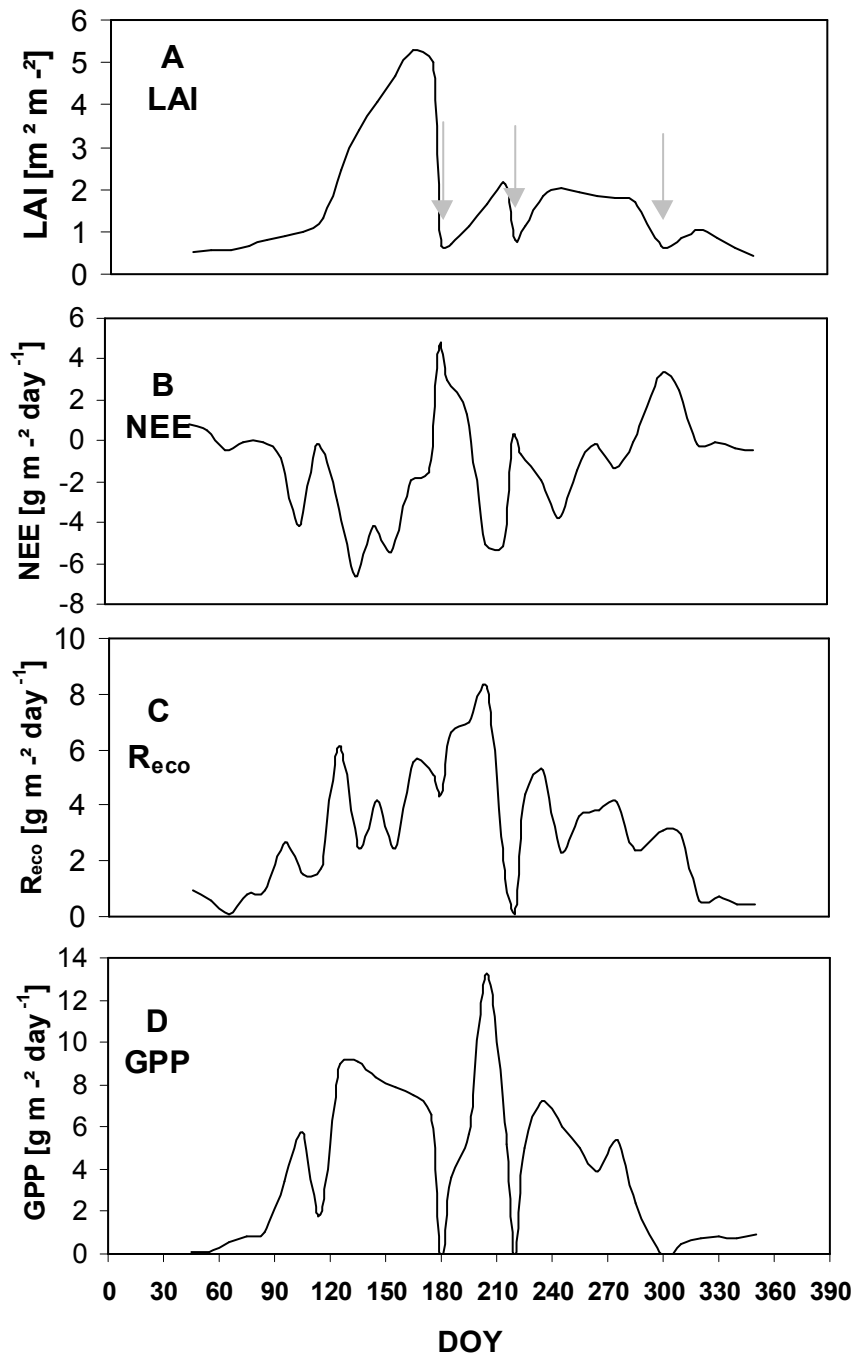 A
LAI
LAI [m ² m -²]
6
5
4
3
2
1
0
B
NEE
NEE [g m -² day -1]
6
4
2
0
-2
-4
-6
-8
C
Reco
Reco [g m -² day -1]
10
8
6
4
2
0
D
GPP
GPP [g m -² day -1]
14
12
10
8
6
4
2
0
0 30 60 90 120 150 180 210 240 270 300 330 360 390
DOY